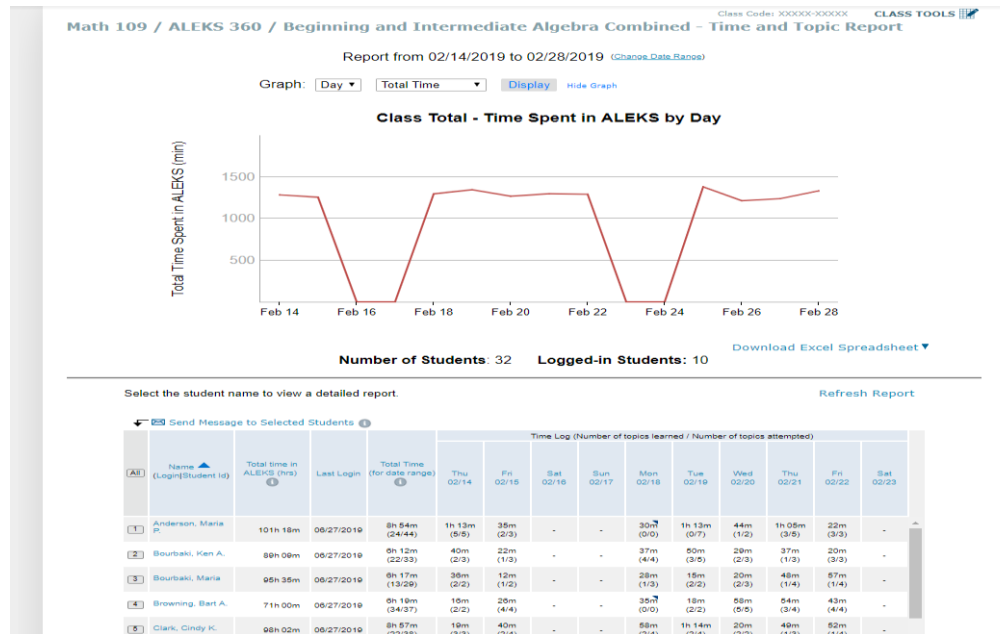 Class Code: XXXXX-XXXXX CLASS TOOLS
Math 109 / ALEKS 360 / Beginning and Intermediate Algebra Combined - Time and Topic Report
Report from 02/14/2019 to 02/28/2019 (Change Date Range)
Graph: Day Total Time Display Hide Graph
Class Total - Time Spent in ALEKS by Day
Total Time Spent in ALEKS (min)
1500
1000
500
Feb 14 Feb 16 Feb 18 Feb 20 Feb 22 Feb 24 Feb 26 Feb 28
Download Excel Spreadsheet
Number of Students: 32 Logged-in Students: 10
Select the student name to view a detailed report. Refresh Report
Send Message to Selected Students
Time Log (Number of topics learned / Number of topics attempted)
All Name (Login|Student Id) Total time in ALEKS (hrs) Last Login Total Time (for date range) Thu 02/14 Fri 02/15 Sat 02/16 Sun 02/17 Mon 02/18 Tue 02/19 Wed 02/20 Thu 02/21 Fri 02/22 Sat 02/23
1 Anderson, Maria P. 101h 18m 06/27/2019 8h 54m (24/44) 1h 13m (5/5) 35m (2/3) - - 30m (0/0) 1h 13m (0/7) 44m (1/2) 1h 05m (3/5) 22m (3/3) -
2 Bourbaki, Ken A. 89h 09m 06/27/2019 6h 12m (22/33) 40m (2/3) 22m (1/3) - - 37m (4/4) 50m (3/5) 29m (2/3) 37m (1/3) 20m (3/3) -
3 Bourbaki, Maria 95h 35m 06/27/2019 6h 17m (13/29) 36m (2/2) 12m (1/2) - - 28m (1/3) 15m (2/2) 20m (2/3) 48m (1/4) 57m (1/2) -
4 Browning, Bart A. 71h 00m 06/27/2019 6h 19m (34/37) 16m (2/2) 26m (4/4) - - 35m (0/0) 18m (2/2) 58m (5/5) 54m (3/4) 43m (4/4) -
5 Clark, Cindy K. 98h 02m 06/27/2019 8h 57m 19m 40m - - 58m 1h 14m 20m 49m 52m -